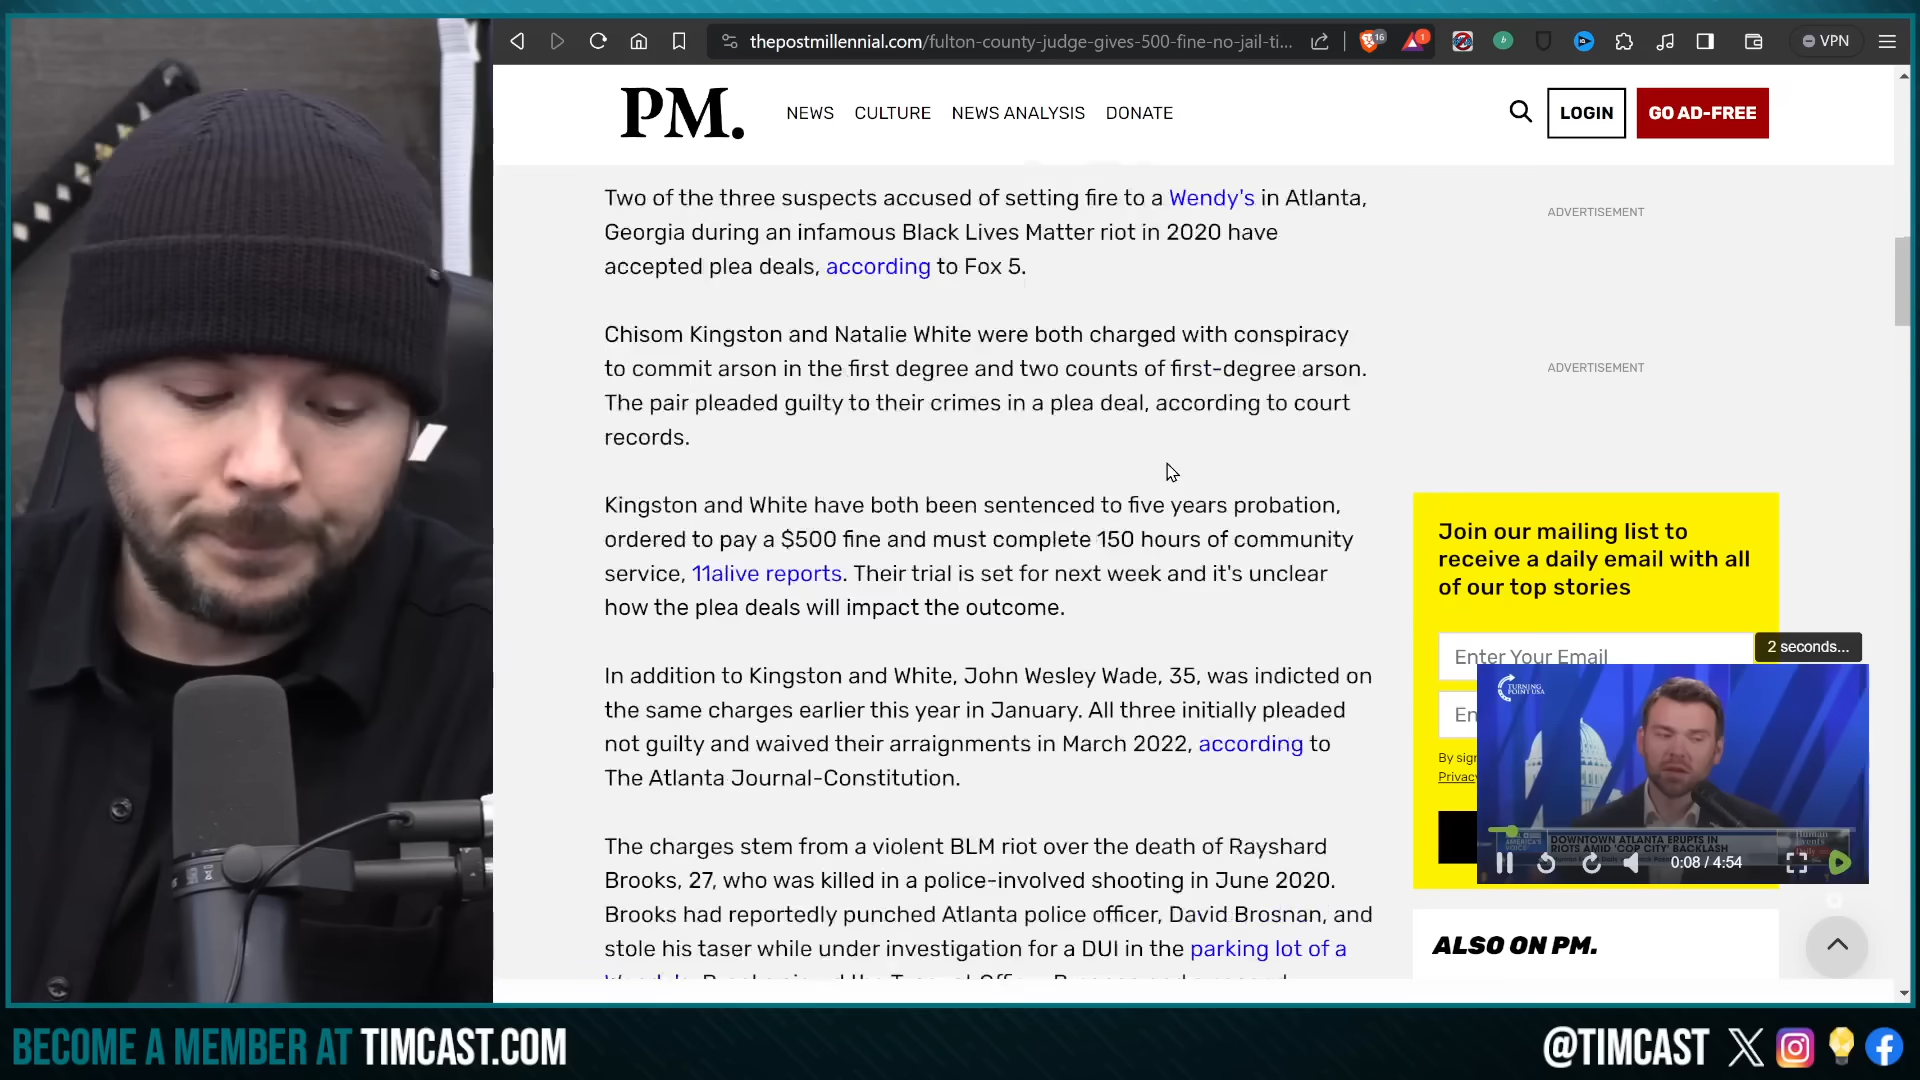 thepostmillennial.com/fulton-county-judge-gives-500-fine-no-jail-ti...
16
1
VPN
PM.
NEWS CULTURE NEWS ANALYSIS DONATE
LOGIN
GO AD-FREE
Two of the three suspects accused of setting fire to a Wendy's in Atlanta,
Georgia during an infamous Black Lives Matter riot in 2020 have
accepted plea deals, according to Fox 5.
Chisom Kingston and Natalie White were both charged with conspiracy
to commit arson in the first degree and two counts of first-degree arson.
The pair pleaded guilty to their crimes in a plea deal, according to court
records.
Kingston and White have both been sentenced to five years probation,
ordered to pay a $500 fine and must complete 150 hours of community
service, 11alive reports. Their trial is set for next week and it's unclear
how the plea deals will impact the outcome.
In addition to Kingston and White, John Wesley Wade, 35, was indicted on
the same charges earlier this year in January. All three initially pleaded
not guilty and waived their arraignments in March 2022, according to
The Atlanta Journal-Constitution.
The charges stem from a violent BLM riot over the death of Rayshard
Brooks, 27, who was killed in a police-involved shooting in June 2020.
Brooks had reportedly punched Atlanta police officer, David Brosnan, and
stole his taser while under investigation for a DUI in the parking lot of a
ADVERTISEMENT
ADVERTISEMENT
Join our mailing list to
receive a daily email with all
of our top stories
Enter Your Email
2 seconds...
En
By sign
Privacy
TURNING
POINT USA
DOWNTOWN ATLANTA ERUPTS IN
RIOTS AMID 'COP CITY' BACKLASH
0:08 / 4:54
ALSO ON PM.
BECOME A MEMBER AT TIMCAST.COM
@TIMCAST